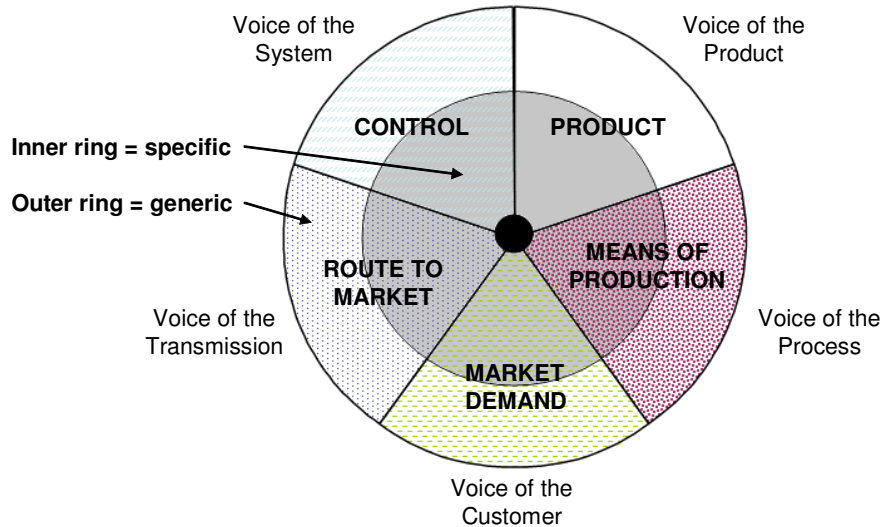 Voice of the
System
Voice of the
Product
CONTROL
PRODUCT
Inner ring = specific
Outer ring = generic
MEANS OF
PRODUCTION
ROUTE TO
MARKET
Voice of the
Transmission
Voice of the
Process
MARKET
DEMAND
Voice of the
Customer